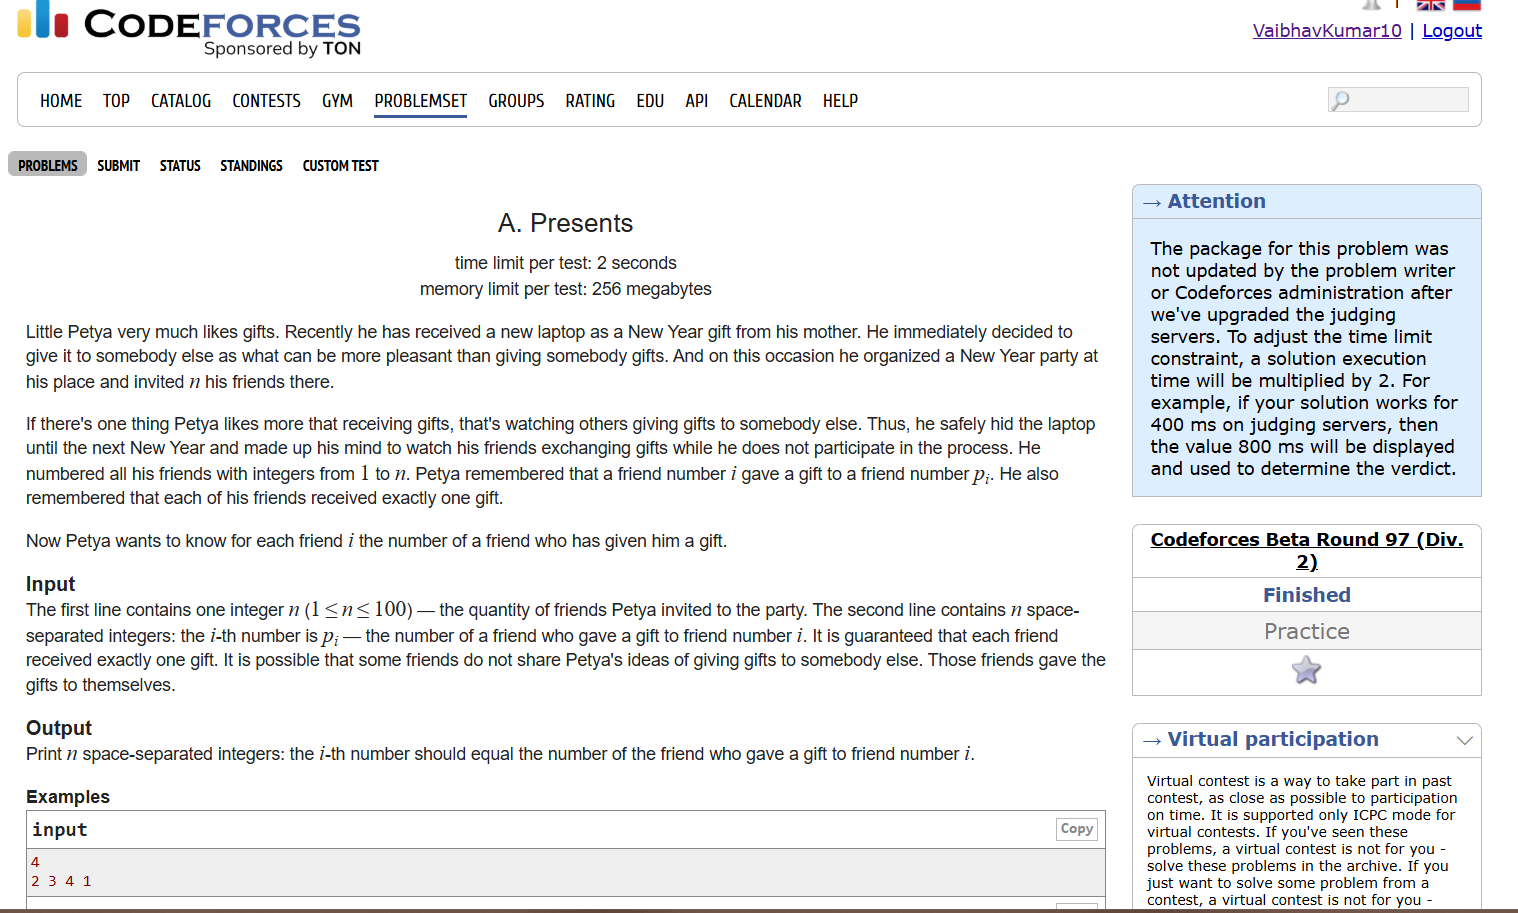 CODEFORCES
Sponsored by TON
VaibhavKumar10 | Logout
HOME TOP CATALOG CONTESTS GYM PROBLEMSET GROUPS RATING EDU API CALENDAR HELP
PROBLEMS SUBMIT STATUS STANDINGS CUSTOM TEST
A. Presents
time limit per test: 2 seconds
memory limit per test: 256 megabytes
Little Petya very much likes gifts. Recently he has received a new laptop as a New Year gift from his mother. He immediately decided to
give it to somebody else as what can be more pleasant than giving somebody gifts. And on this occasion he organized a New Year party at
his place and invited n his friends there.
If there's one thing Petya likes more that receiving gifts, that's watching others giving gifts to somebody else. Thus, he safely hid the laptop
until the next New Year and made up his mind to watch his friends exchanging gifts while he does not participate in the process. He
numbered all his friends with integers from 1 to n. Petya remembered that a friend number i gave a gift to a friend number pᵢ. He also
remembered that each of his friends received exactly one gift.
Now Petya wants to know for each friend i the number of a friend who has given him a gift.
Input
The first line contains one integer n (1 ≤ n ≤ 100) — the quantity of friends Petya invited to the party. The second line contains n space-
separated integers: the i-th number is pᵢ — the number of a friend who gave a gift to friend number i. It is guaranteed that each friend
received exactly one gift. It is possible that some friends do not share Petya's ideas of giving gifts to somebody else. Those friends gave the
gifts to themselves.
Output
Print n space-separated integers: the i-th number should equal the number of the friend who gave a gift to friend number i.
Examples
input
Copy
4
2 3 4 1
→ Attention
The package for this problem was
not updated by the problem writer
or Codeforces administration after
we've upgraded the judging
servers. To adjust the time limit
constraint, a solution execution
time will be multiplied by 2. For
example, if your solution works for
400 ms on judging servers, then
the value 800 ms will be displayed
and used to determine the verdict.
Codeforces Beta Round 97 (Div.
2)
Finished
Practice
→ Virtual participation
Virtual contest is a way to take part in past
contest, as close as possible to participation
on time. It is supported only ICPC mode for
virtual contests. If you've seen these
problems, a virtual contest is not for you -
solve these problems in the archive. If you
just want to solve some problem from a
contest, a virtual contest is not for you -